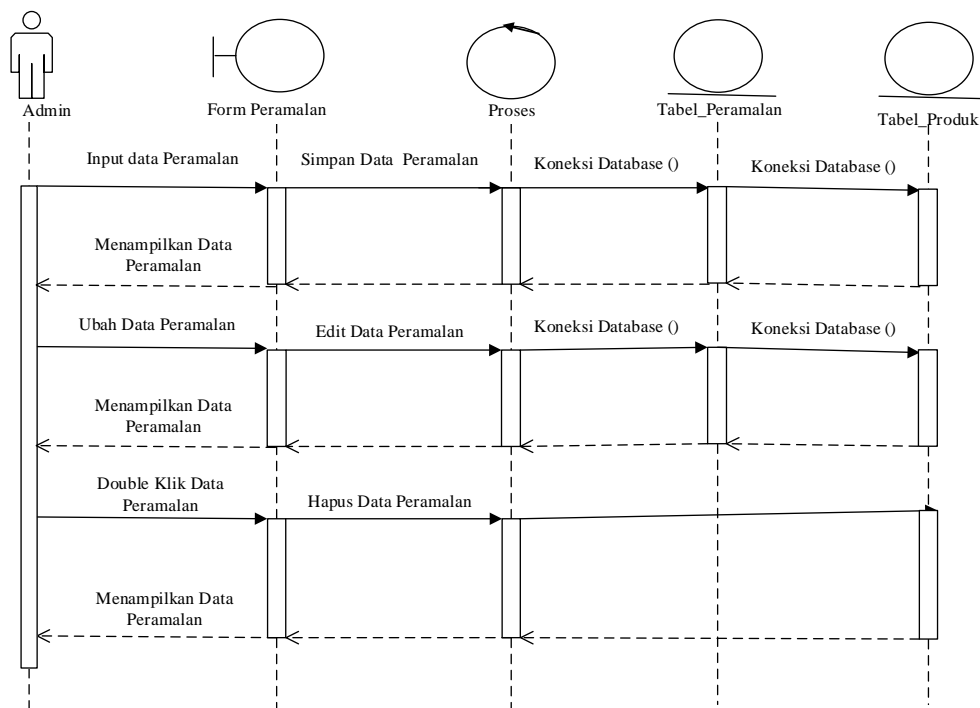 Admin
Form Peramalan
Proses
Tabel_Peramalan
Tabel_Produk
Input data Peramalan
Simpan Data Peramalan
Koneksi Database ()
Koneksi Database ()
Menampilkan Data
Peramalan
Ubah Data Peramalan
Edit Data Peramalan
Koneksi Database ()
Koneksi Database ()
Menampilkan Data
Peramalan
Double Klik Data
Peramalan
Hapus Data Peramalan
Menampilkan Data
Peramalan